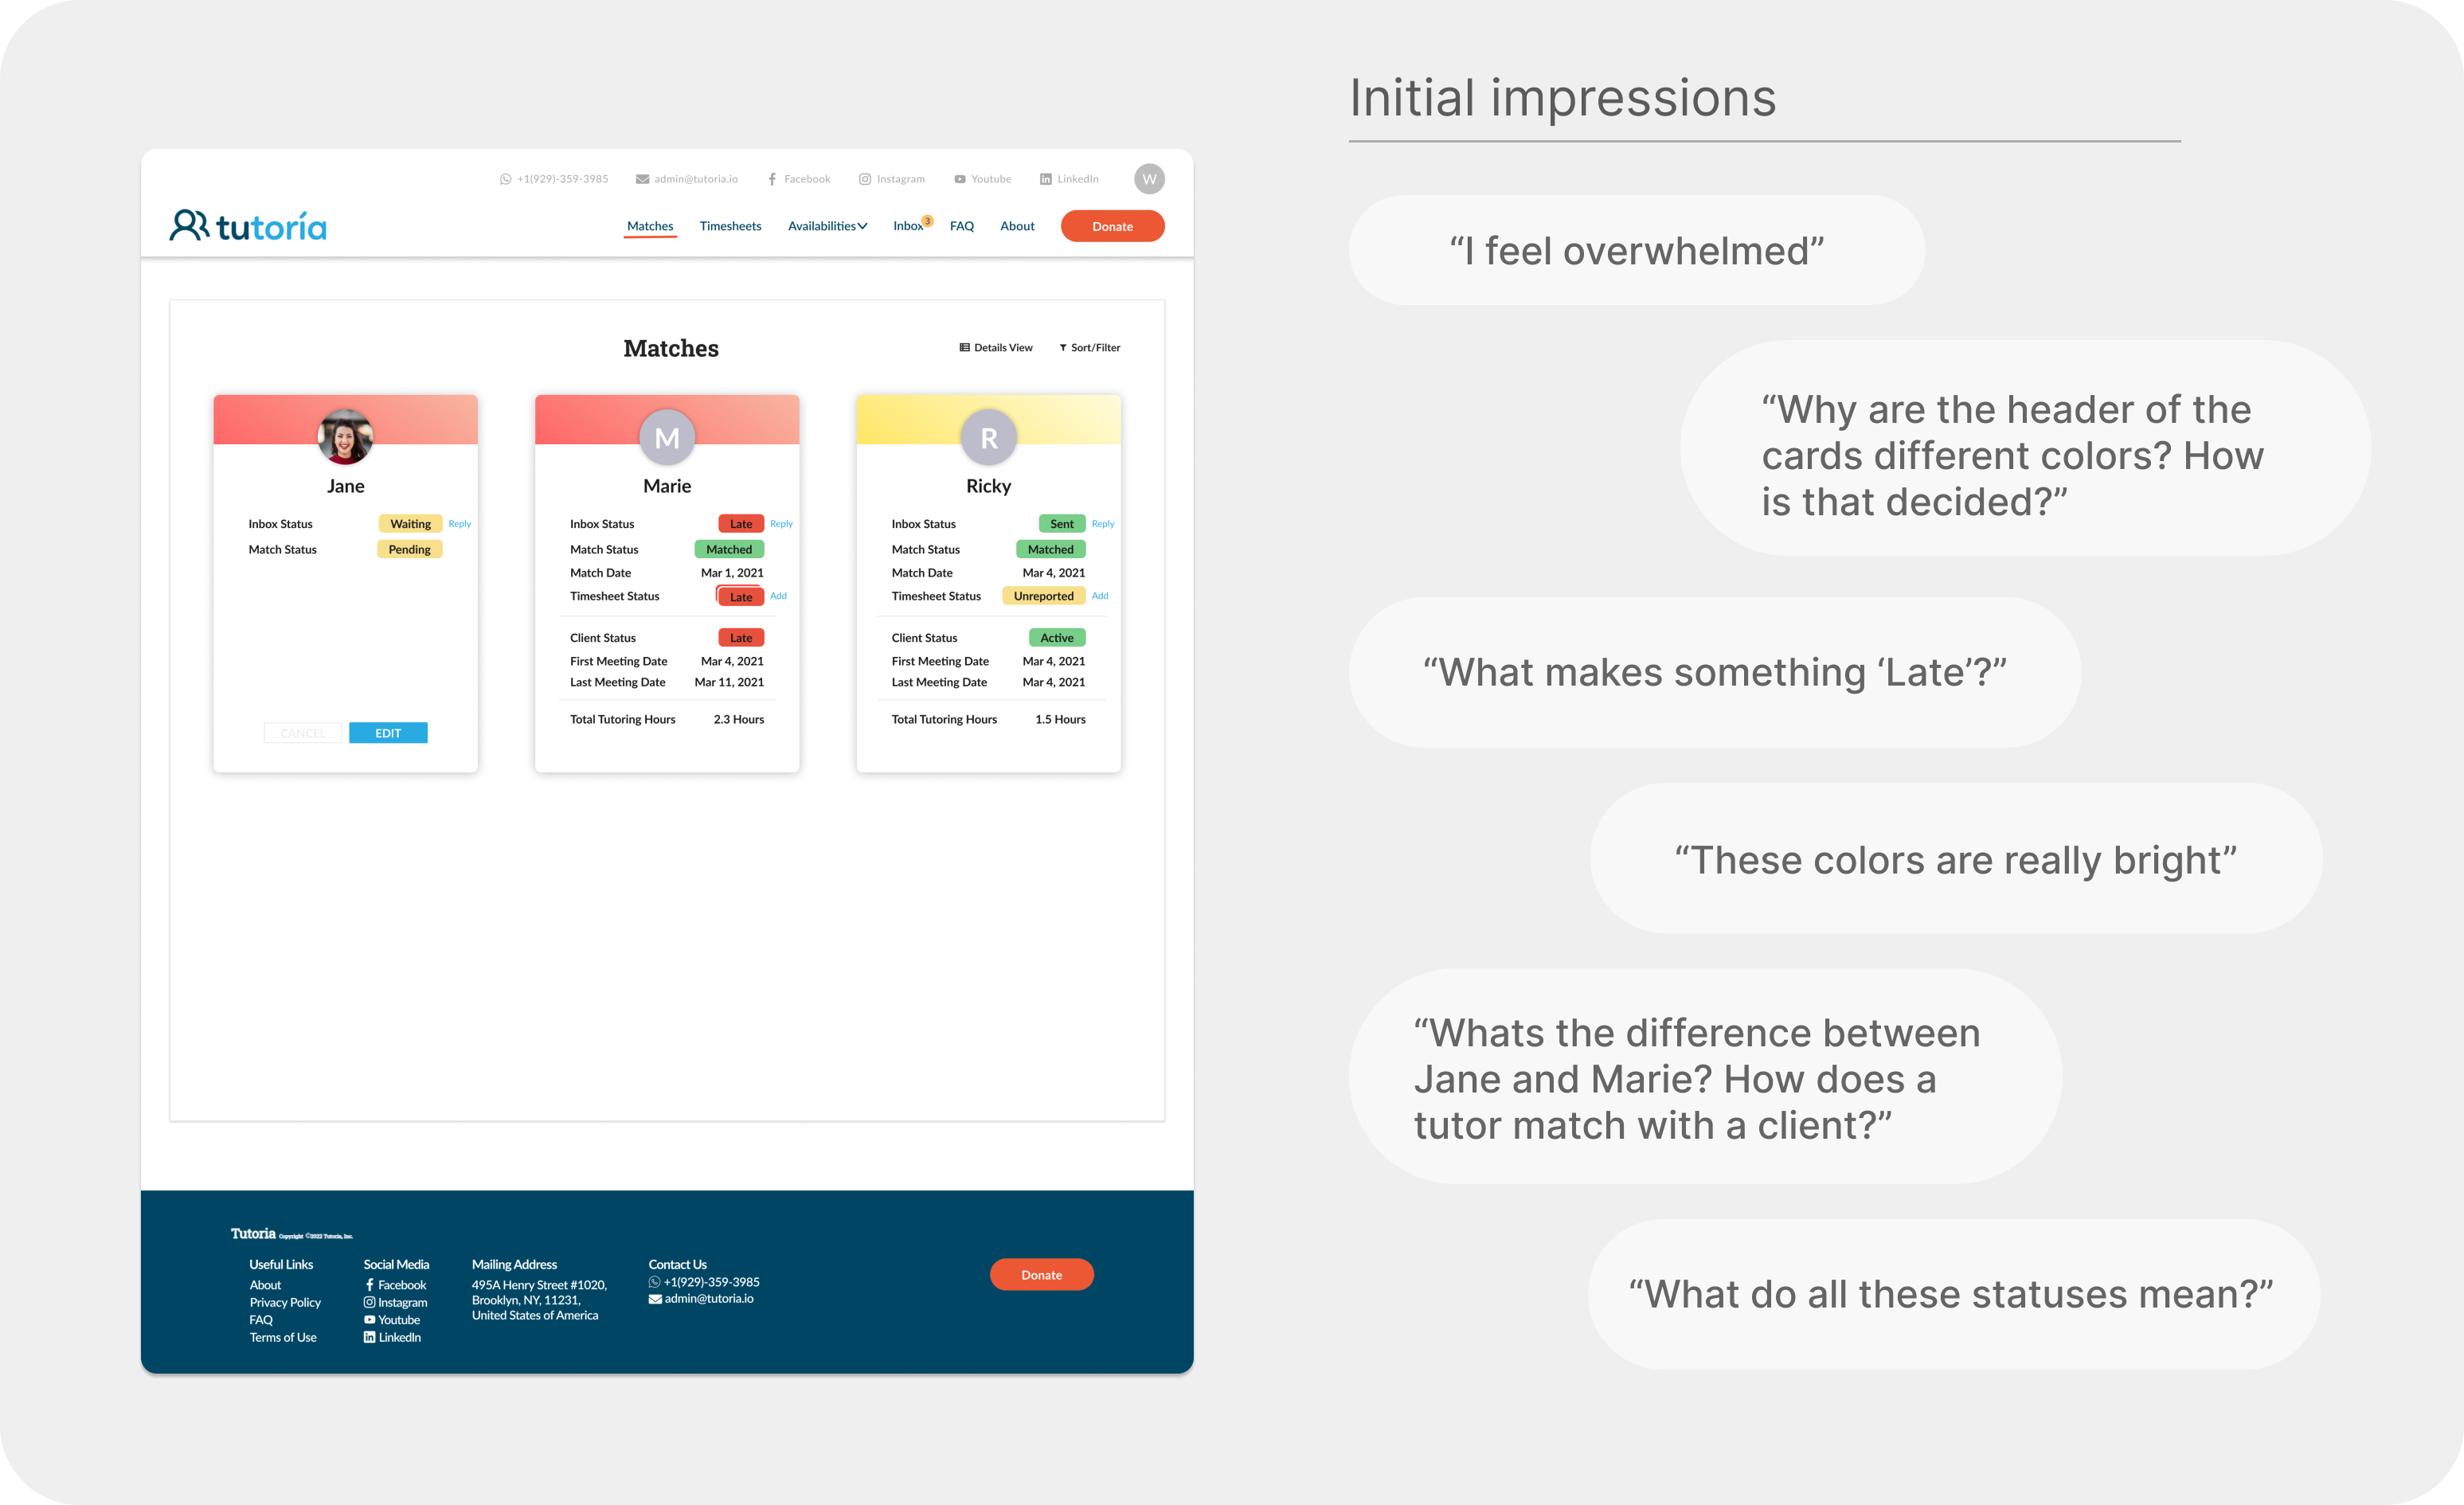 Initial impressions
+1(929)-359-3985 admin@tutoria.io Facebook Instagram Youtube LinkedIn W
tutoría
Matches Timesheets Availabilities Inbox 3 FAQ About Donate
Matches
Details View Sort/Filter
Jane
Inbox Status Waiting Reply
Match Status Pending
CANCEL EDIT
M
Marie
Inbox Status Late Reply
Match Status Matched
Match Date Mar 1, 2021
Timesheet Status Late Add
Client Status Late
First Meeting Date Mar 4, 2021
Last Meeting Date Mar 11, 2021
Total Tutoring Hours 2.3 Hours
R
Ricky
Inbox Status Sent Reply
Match Status Matched
Match Date Mar 4, 2021
Timesheet Status Unreported Add
Client Status Active
First Meeting Date Mar 4, 2021
Last Meeting Date Mar 4, 2021
Total Tutoring Hours 1.5 Hours
Tutoria Copyright ©2022 Tutoria, Inc.
Useful Links
About
Privacy Policy
FAQ
Terms of Use
Social Media
Facebook
Instagram
Youtube
LinkedIn
Mailing Address
495A Henry Street #1020,
Brooklyn, NY, 11231,
United States of America
Contact Us
+1(929)-359-3985
admin@tutoria.io
Donate
“I feel overwhelmed”
“Why are the header of the
cards different colors? How
is that decided?”
“What makes something ‘Late’?”
“These colors are really bright”
“Whats the difference between
Jane and Marie? How does a
tutor match with a client?”
“What do all these statuses mean?”